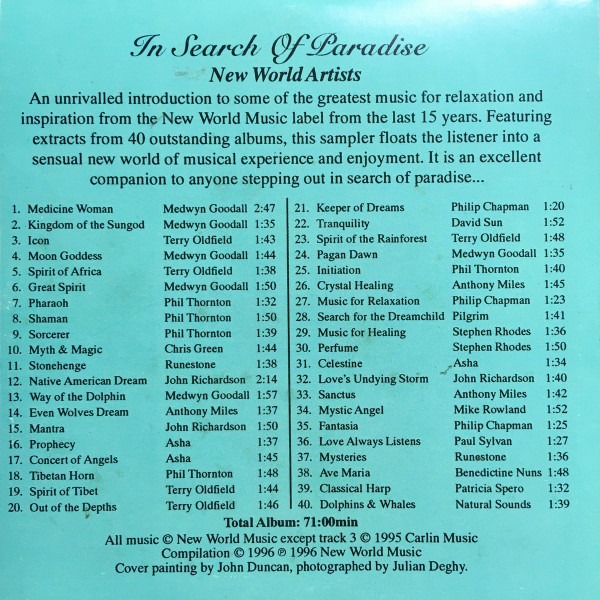 In Search Of Paradise
New World Artists
An unrivalled introduction to some of the greatest music for relaxation and
inspiration from the New World Music label from the last 15 years. Featuring
extracts from 40 outstanding albums, this sampler floats the listener into a
sensual new world of musical experience and enjoyment. It is an excellent
companion to anyone stepping out in search of paradise...
1. Medicine Woman Medwyn Goodall 2:47
2. Kingdom of the Sungod Medwyn Goodall 1:35
3. Icon Terry Oldfield 1:43
4. Moon Goddess Medwyn Goodall 1:44
5. Spirit of Africa Terry Oldfield 1:38
6. Great Spirit Medwyn Goodall 1:50
7. Pharaoh Phil Thornton 1:32
8. Shaman Phil Thornton 1:50
9. Sorcerer Phil Thornton 1:39
10. Myth & Magic Chris Green 1:44
11. Stonehenge Runestone 1:38
12. Native American Dream John Richardson 2:14
13. Way of the Dolphin Medwyn Goodall 1:57
14. Even Wolves Dream Anthony Miles 1:37
15. Mantra John Richardson 1:50
16. Prophecy Asha 1:37
17. Concert of Angels Asha 1:45
18. Tibetan Horn Phil Thornton 1:48
19. Spirit of Tibet Terry Oldfield 1:44
20. Out of the Depths Terry Oldfield 1:46
21. Keeper of Dreams Philip Chapman 1:20
22. Tranquility David Sun 1:52
23. Spirit of the Rainforest Terry Oldfield 1:48
24. Pagan Dawn Medwyn Goodall 1:35
25. Initiation Phil Thornton 1:40
26. Crystal Healing Anthony Miles 1:45
27. Music for Relaxation Philip Chapman 1:23
28. Search for the Dreamchild Pilgrim 1:41
29. Music for Healing Stephen Rhodes 1:36
30. Perfume Stephen Rhodes 1:50
31. Celestine Asha 1:34
32. Love's Undying Storm John Richardson 1:40
33. Sanctus Anthony Miles 1:42
34. Mystic Angel Mike Rowland 1:52
35. Fantasia Philip Chapman 1:25
36. Love Always Listens Paul Sylvan 1:27
37. Mysteries Runestone 1:36
38. Ave Maria Benedictine Nuns 1:48
39. Classical Harp Patricia Spero 1:32
40. Dolphins & Whales Natural Sounds 1:39
Total Album: 71:00min
All music © New World Music except track 3 © 1995 Carlin Music
Compilation © 1996 ℗ 1996 New World Music
Cover painting by John Duncan, photographed by Julian Deghy.